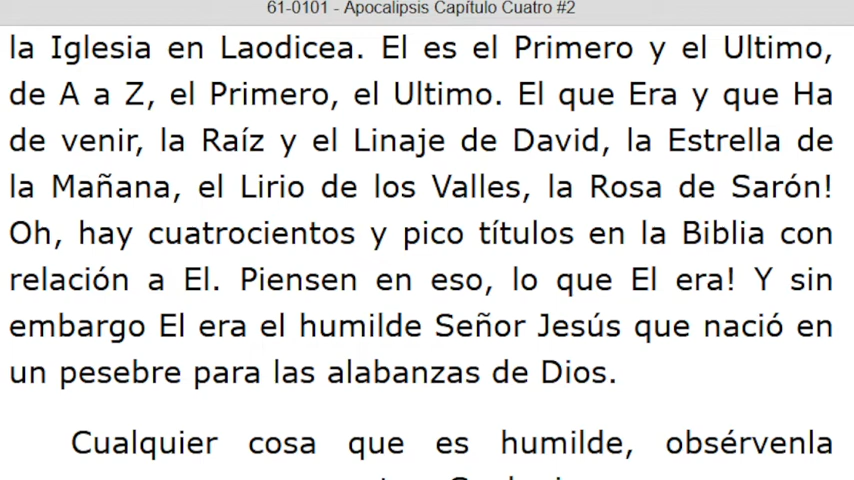 61-0101 - Apocalipsis Capítulo Cuatro #2
la Iglesia en Laodicea. El es el Primero y el Ultimo,
de A a Z, el Primero, el Ultimo. El que Era y que Ha
de venir, la Raíz y el Linaje de David, la Estrella de
la Mañana, el Lirio de los Valles, la Rosa de Sarón!
Oh, hay cuatrocientos y pico títulos en la Biblia con
relación a El. Piensen en eso, lo que El era! Y sin
embargo El era el humilde Señor Jesús que nació en
un pesebre para las alabanzas de Dios.
Cualquier cosa que es humilde, obsérvenla